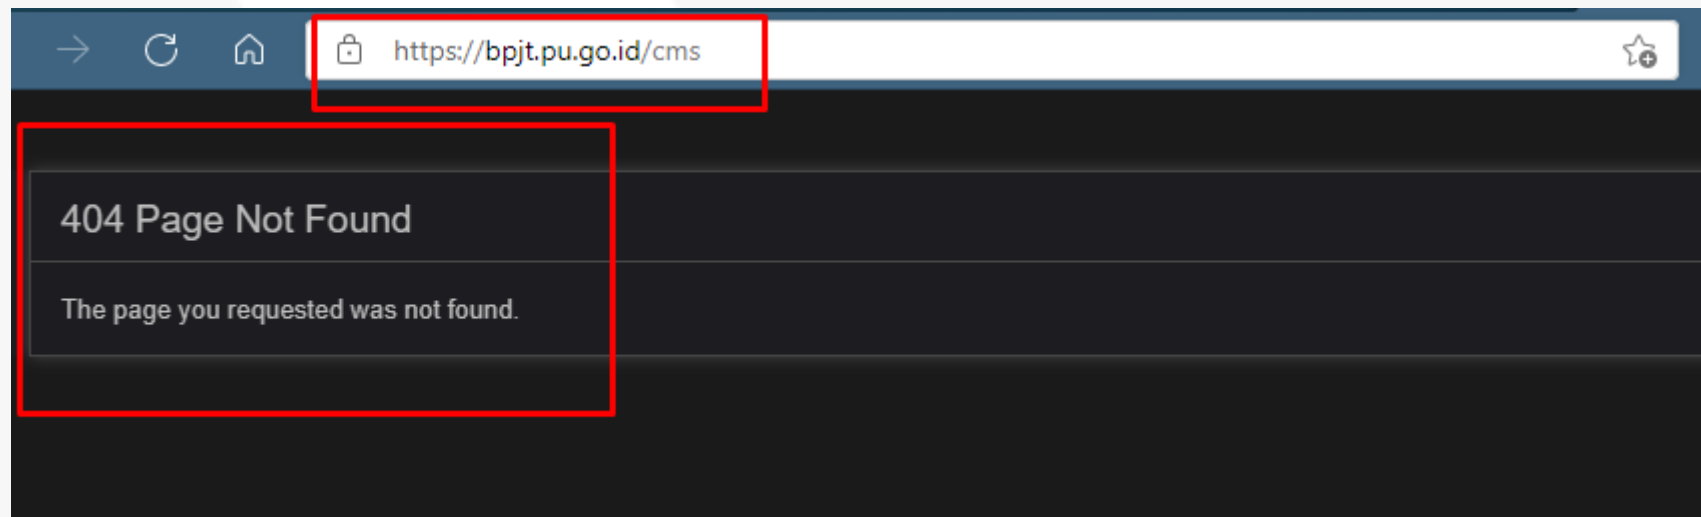 https://bpjt.pu.go.id/cms
404 Page Not Found
The page you requested was not found.